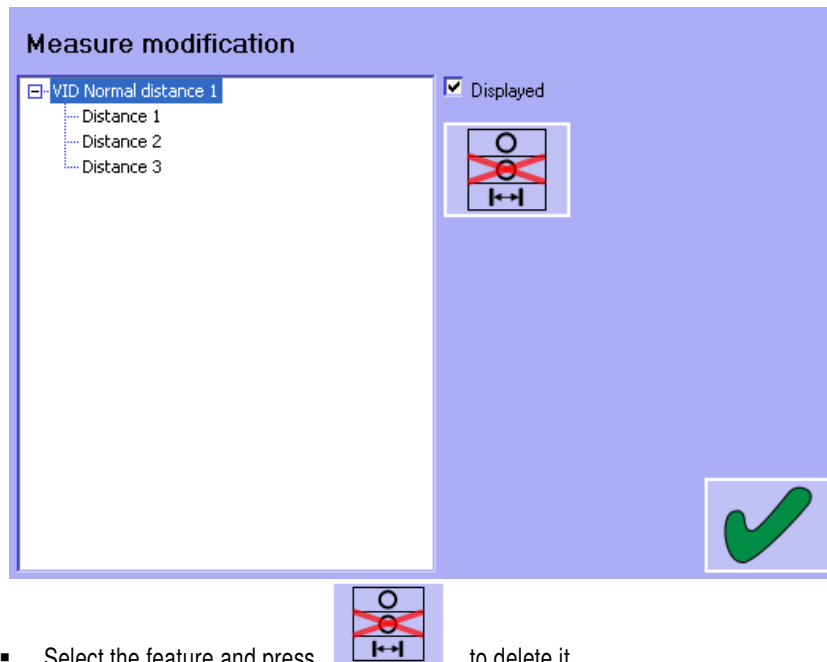 Measure modification
VID Normal distance 1
Distance 1
Distance 2
Distance 3
Displayed
▪ Select the feature and press to delete it